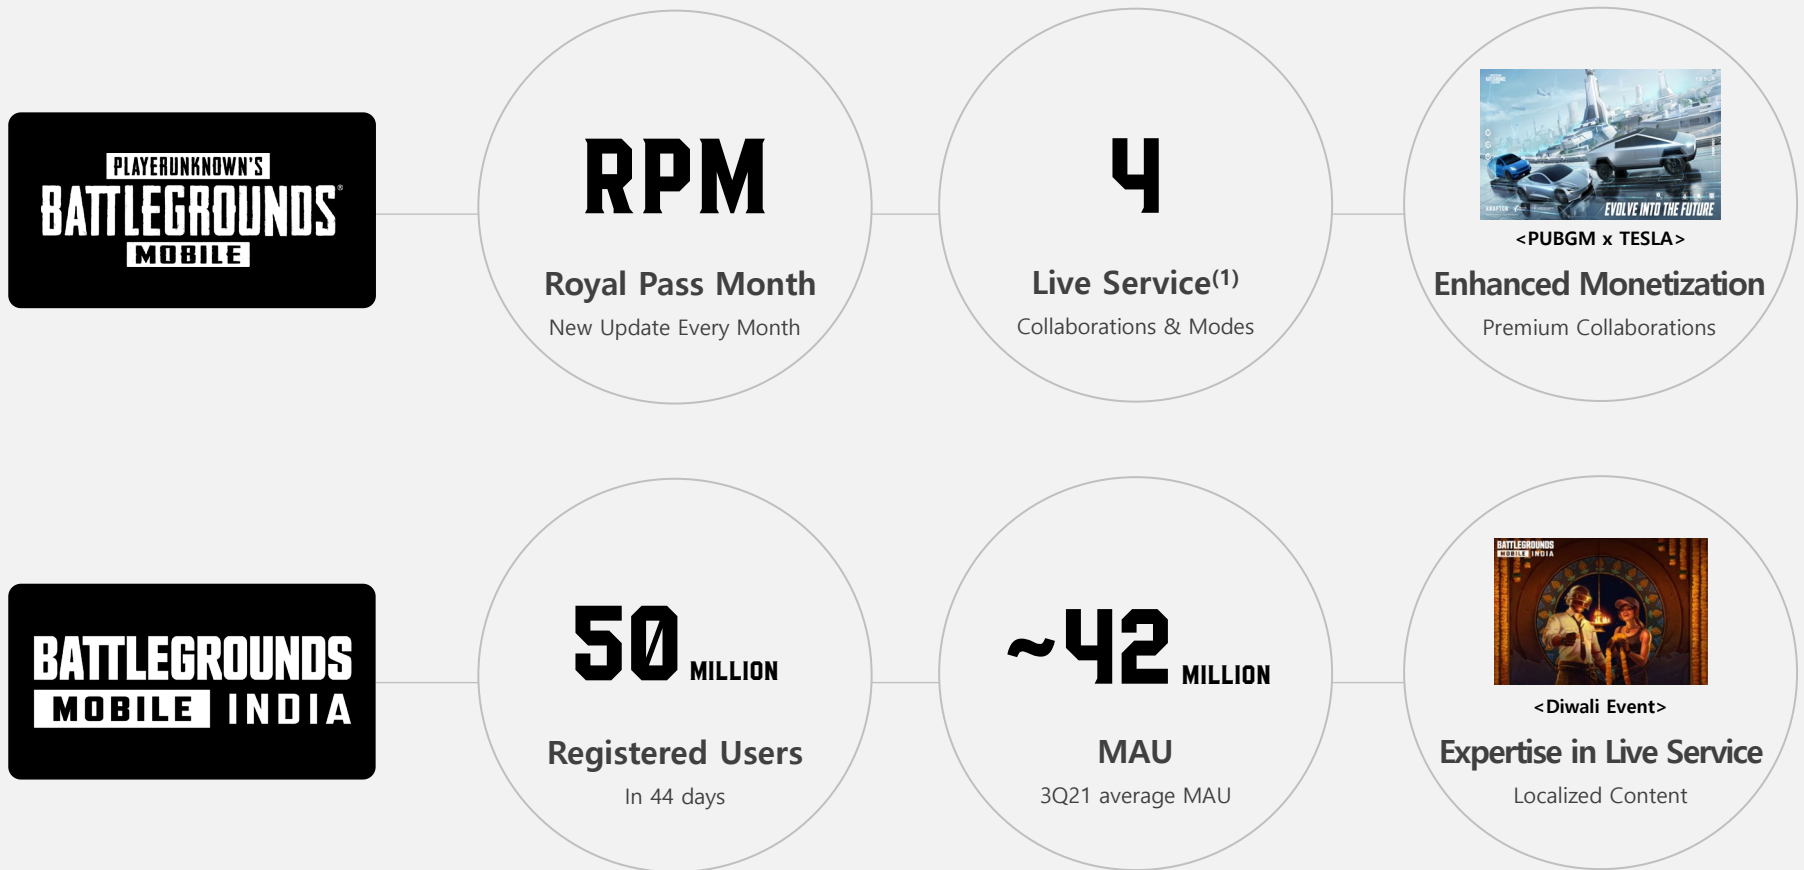 PLAYERUNKNOWN'S
BATTLEGROUNDS®
MOBILE
RPM
Royal Pass Month
New Update Every Month
4
Live Service(1)
Collaborations & Modes
EVOLVE INTO THE FUTURE
<PUBGM x TESLA>
Enhanced Monetization
Premium Collaborations
BATTLEGROUNDS
MOBILE INDIA
50 MILLION
Registered Users
In 44 days
~42 MILLION
MAU
3Q21 average MAU
BATTLEGROUNDS
MOBILE INDIA
<Diwali Event>
Expertise in Live Service
Localized Content